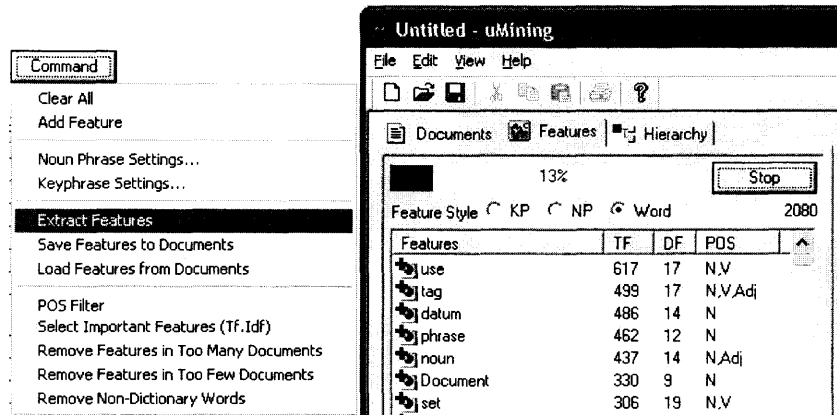 Command
Clear All
Add Feature
Noun Phrase Settings...
Keyphrase Settings...
Extract Features
Save Features to Documents
Load Features from Documents
POS Filter
Select Important Features (Tf.Idf)
Remove Features in Too Many Documents
Remove Features in Too Few Documents
Remove Non-Dictionary Words
Untitled - uMining
File Edit View Help
Documents Features Hierarchy
13% Stop
Feature Style KP NP Word 2080
Features TF DF POS
use 617 17 N,V
tag 499 17 N,V,Adj
datum 486 14 N
phrase 462 12 N
noun 437 14 N,Adj
Document 330 9 N
set 306 19 N,V